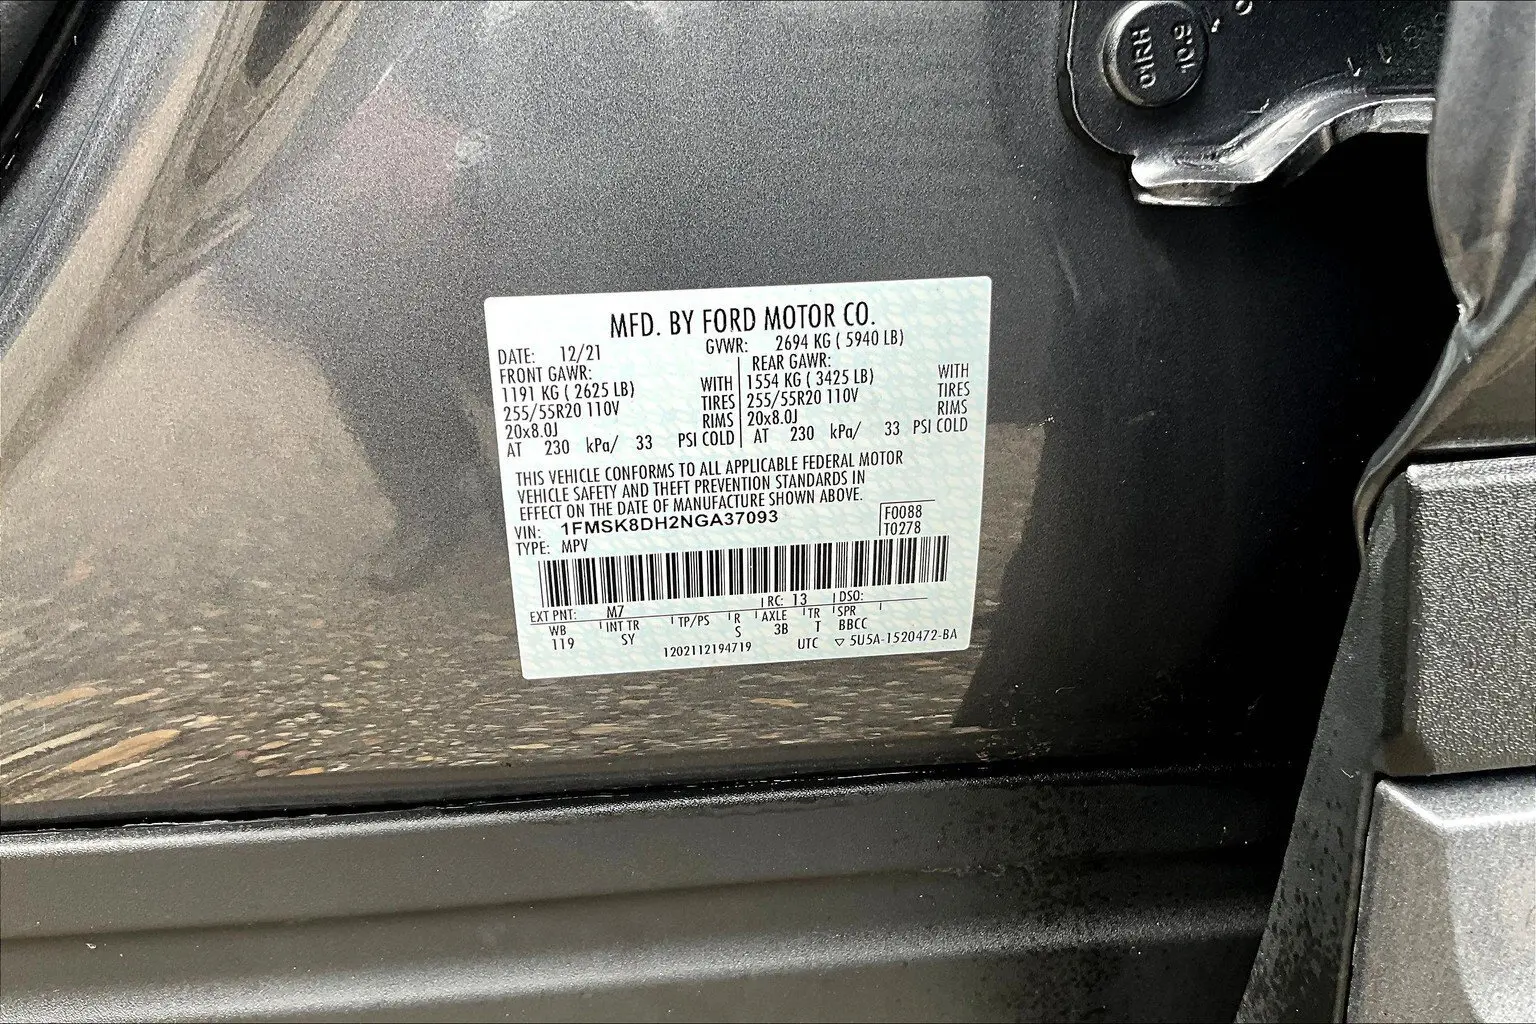 OIRH
10.9
MFD. BY FORD MOTOR CO.
DATE: 12/21 GVWR: 2694 KG ( 5940 LB)
FRONT GAWR: REAR GAWR:
1191 KG ( 2625 LB) WITH 1554 KG ( 3425 LB) WITH
255/55R20 110V TIRES 255/55R20 110V TIRES
20x8.0J RIMS 20x8.0J RIMS
AT 230 kPa/ 33 PSI COLD AT 230 kPa/ 33 PSI COLD
THIS VEHICLE CONFORMS TO ALL APPLICABLE FEDERAL MOTOR
VEHICLE SAFETY AND THEFT PREVENTION STANDARDS IN
EFFECT ON THE DATE OF MANUFACTURE SHOWN ABOVE.
VIN: 1FMSK8DH2NGA37093 F0088
TYPE: MPV T0278
EXT PNT: M7 RC: 13 DSO:
WB INT TR TP/PS R AXLE TR SPR
119 SY S 3B T BBCC
1202112194719 UTC ▽ 5U5A-1520472-BA